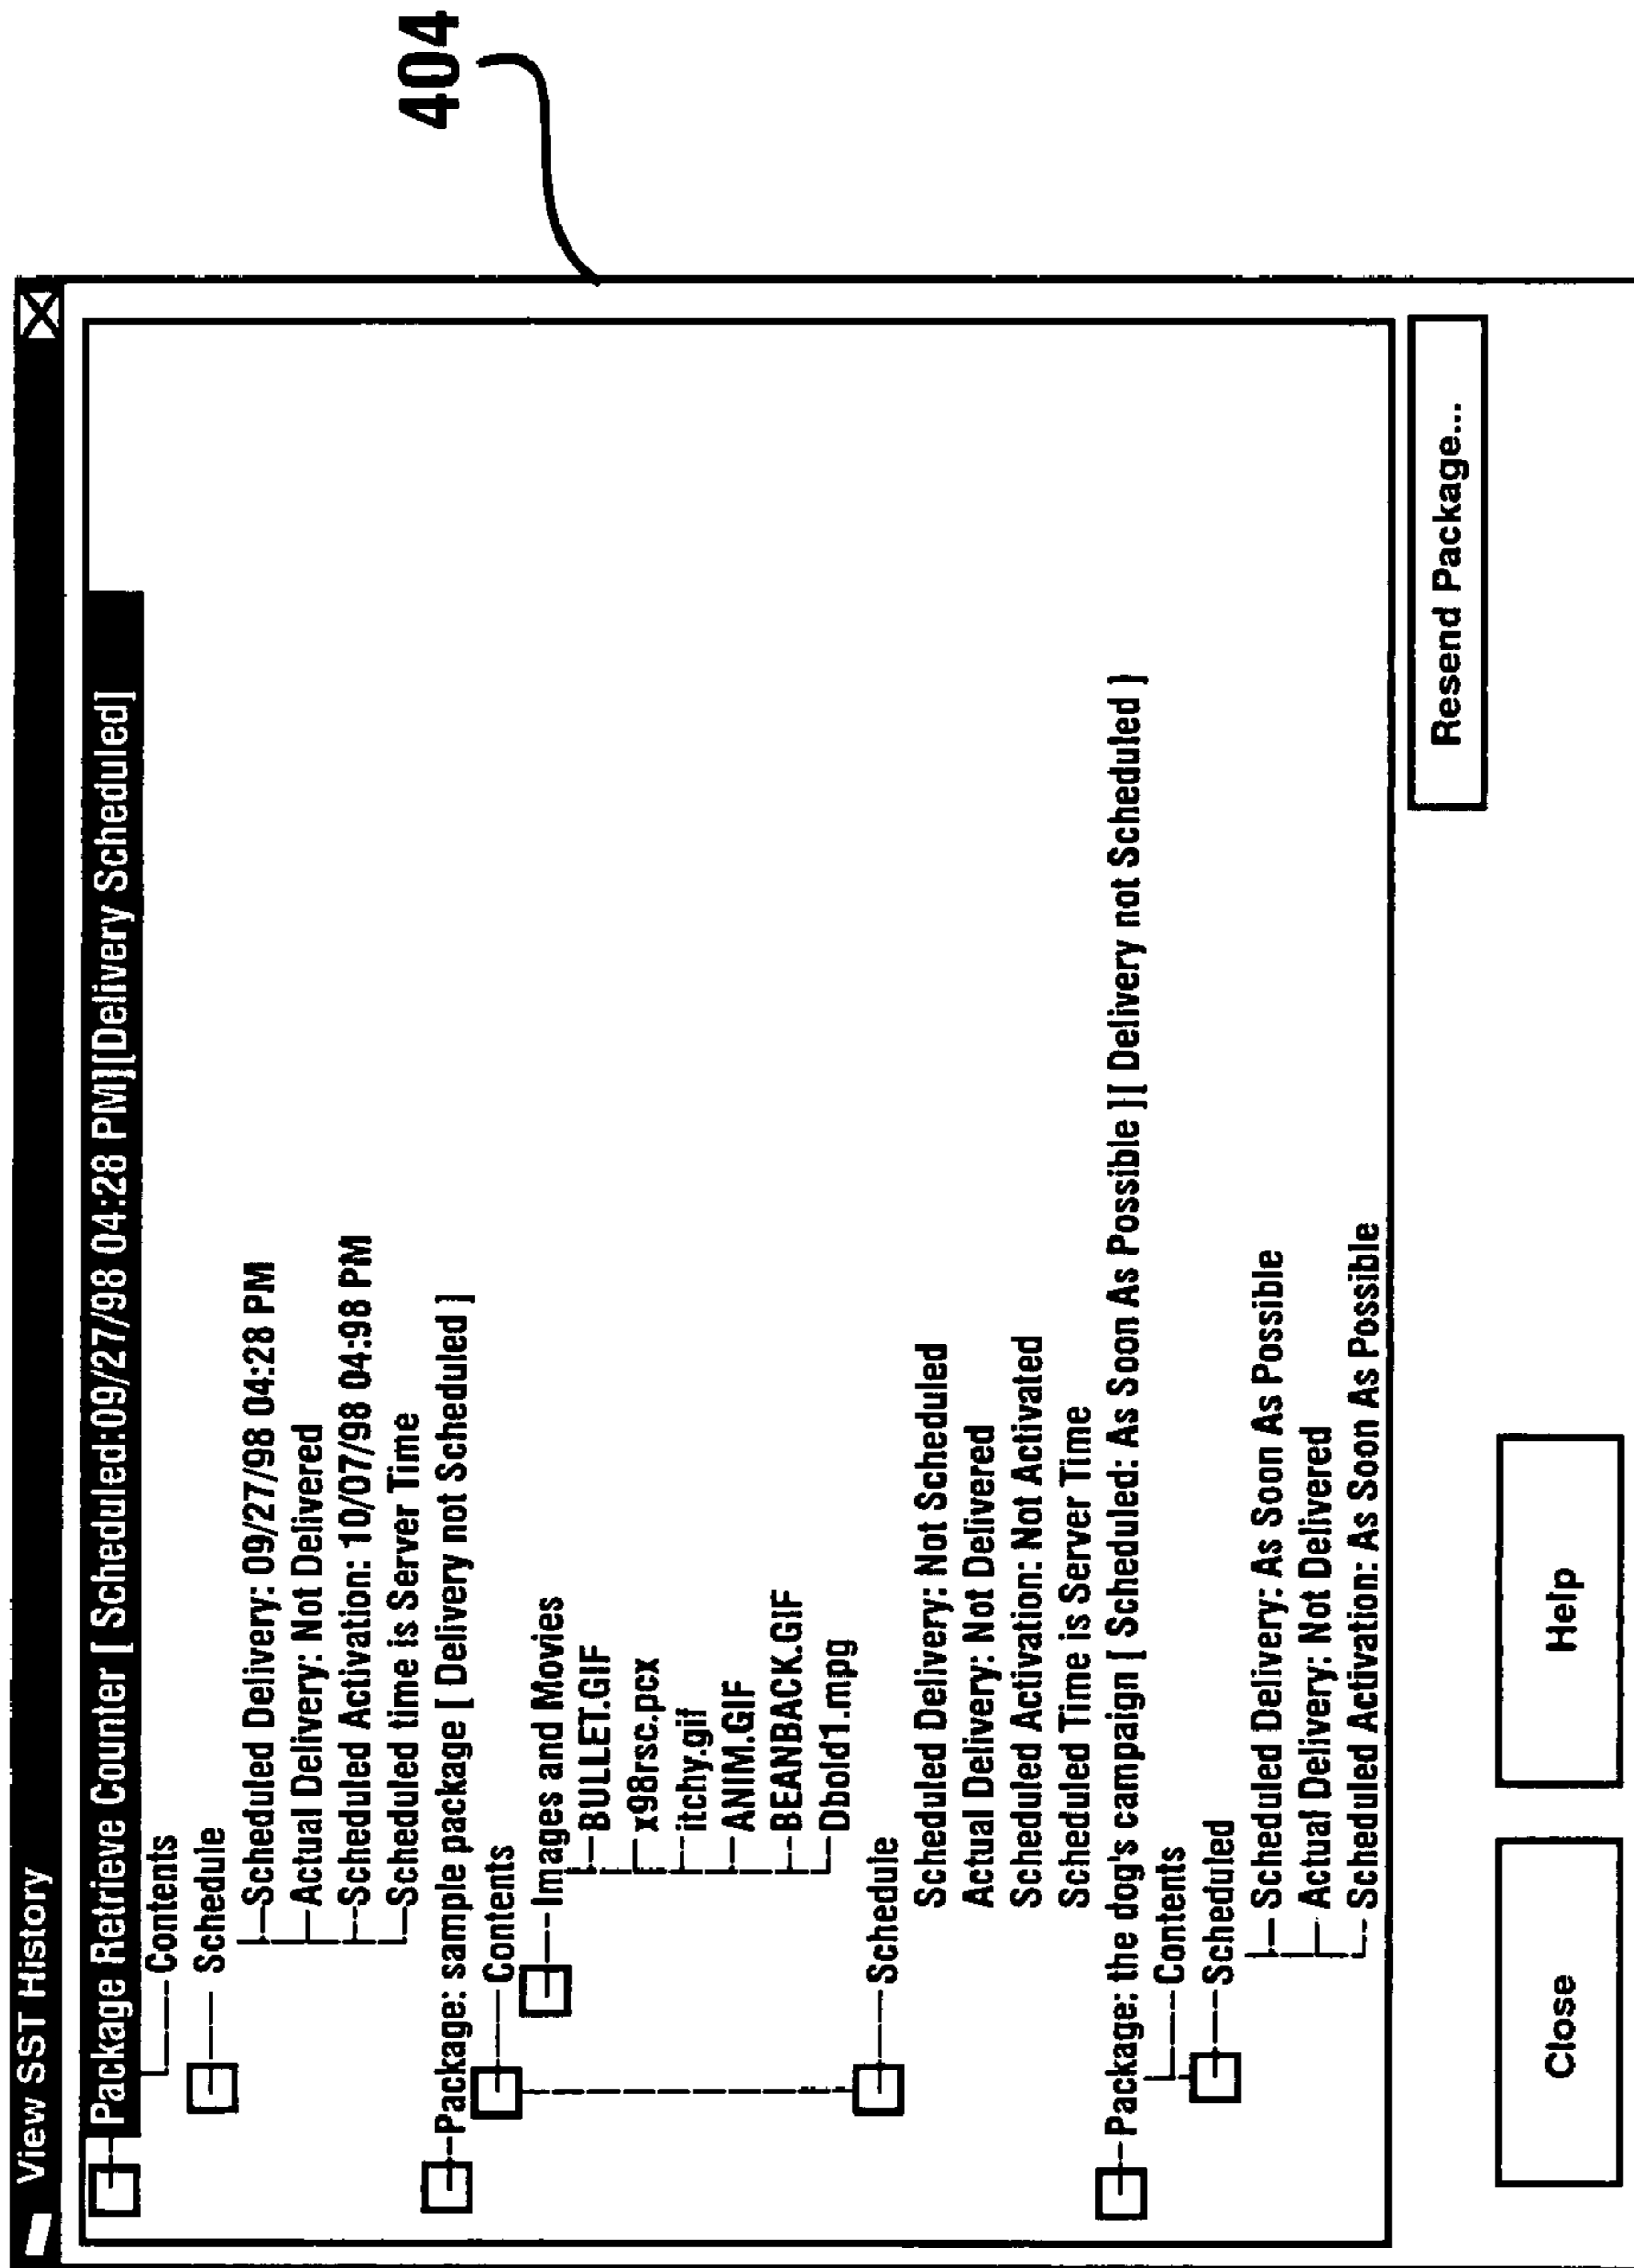 404
View SST History
Package Retrieve Counter [ Scheduled:09/27/98 04:28 PM][Delivery Scheduled]
Contents
Schedule
Scheduled Delivery: 09/27/98 04:28 PM
Actual Delivery: Not Delivered
Scheduled Activation: 10/07/98 04:98 PM
Scheduled time is Server Time
Package: sample package [ Delivery not Scheduled ]
Contents
Images and Movies
BULLET.GIF
x98rsc.pcx
itchy.gif
ANIM.GIF
BEANBACK.GIF
Dbold1.mpg
Schedule
Scheduled Delivery: Not Scheduled
Actual Delivery: Not Delivered
Scheduled Activation: Not Activated
Scheduled Time is Server Time
Package: the dog's campaign [ Scheduled: As Soon As Possible ][ Delivery not Scheduled ]
Contents
Scheduled
Scheduled Delivery: As Soon As Possible
Actual Delivery: Not Delivered
Scheduled Activation: As Soon As Possible
Resend Package...
Close
Help